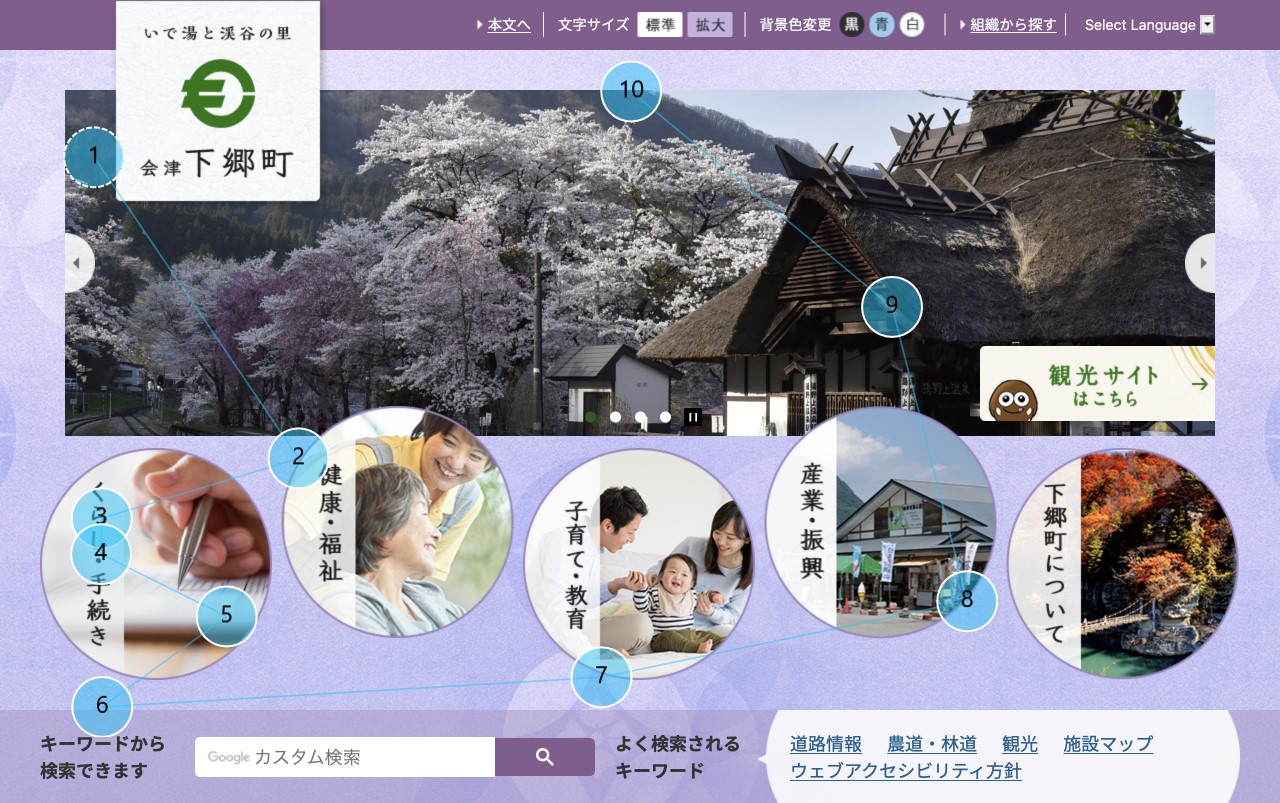 いで湯と渓谷の里
会津 下郷町
本文へ
文字サイズ 標準 拡大
背景色変更 黒 青 白
組織から探す
Select Language
10
1
9
観光サイト
はこちら
2
3
4
5
6
7
8
手続き
健康・福祉
子育て・教育
産業・振興
下郷町について
キーワードから
検索できます
Google カスタム検索
よく検索される
キーワード
道路情報 農道・林道 観光 施設マップ
ウェブアクセシビリティ方針